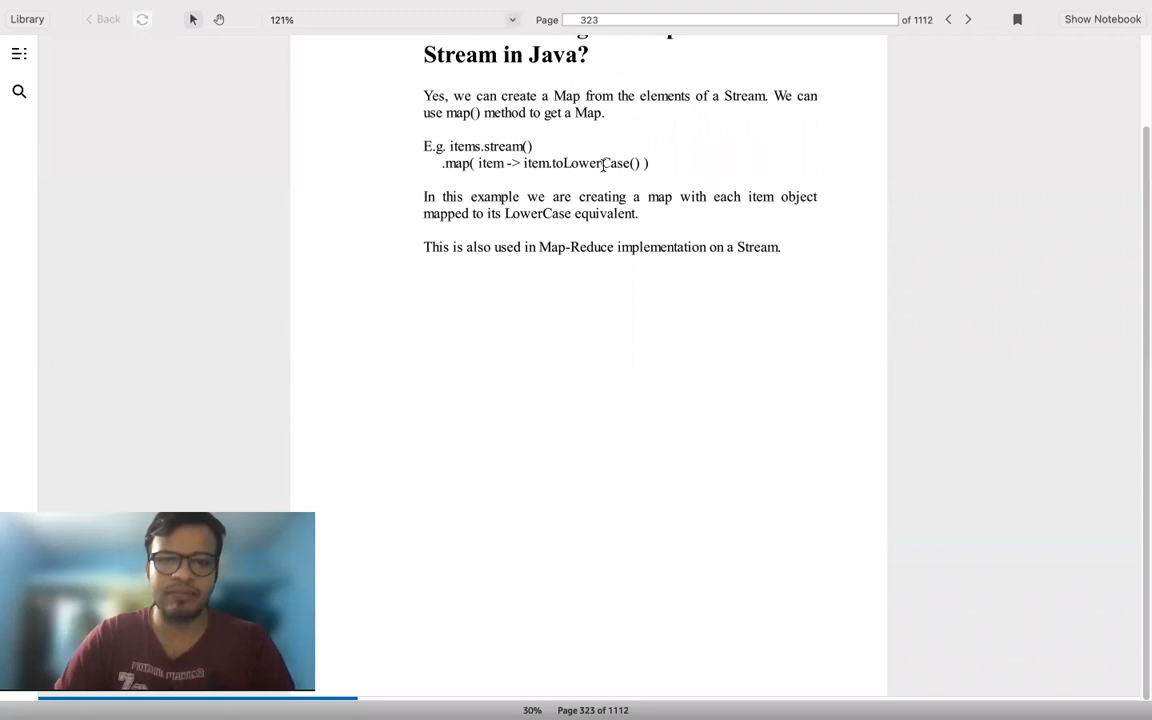 Library
Back
121%
Page
323
of 1112
Show Notebook
Stream in Java?
Yes, we can create a Map from the elements of a Stream. We can
use map() method to get a Map.
E.g. items.stream()
.map( item -> item.toLowerCase() )
In this example we are creating a map with each item object
mapped to its LowerCase equivalent.
This is also used in Map-Reduce implementation on a Stream.
30%
Page 323 of 1112